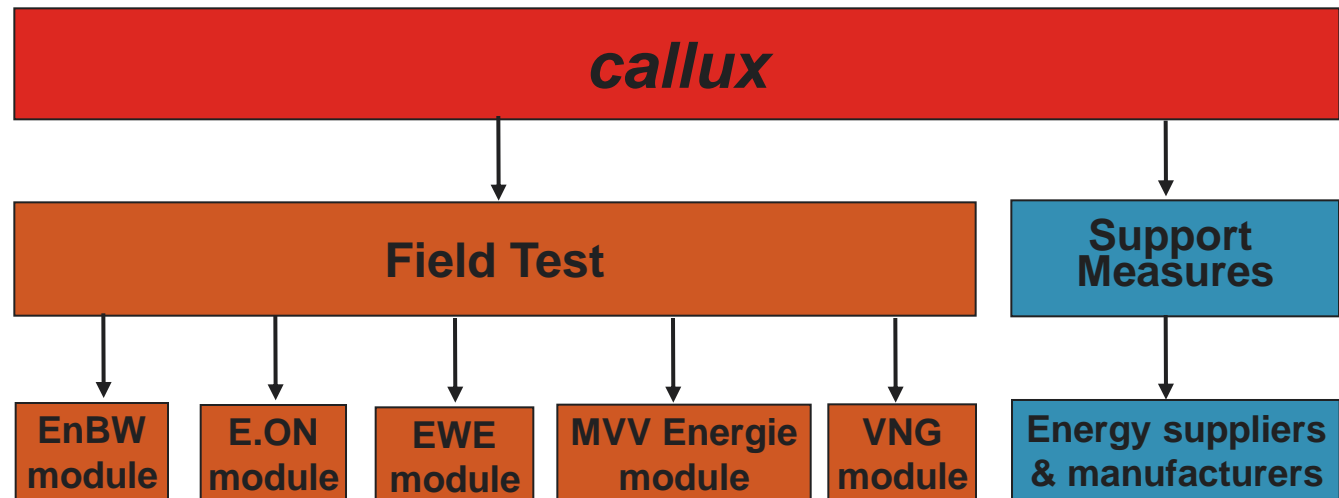 callux
Field Test
Support
Measures
EnBW
module
E.ON
module
EWE
module
MVV Energie
module
VNG
module
Energy suppliers
& manufacturers